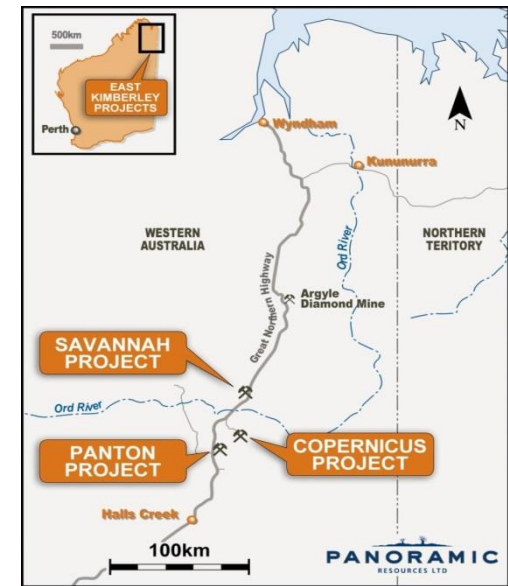 500km
EAST
KIMBERLEY
PROJECTS
Perth
N
Wyndham
Kununurra
WESTERN
AUSTRALIA
NORTHERN
TERRITORY
Ord River
Great Northern Highway
Argyle
Diamond Mine
SAVANNAH
PROJECT
Ord River
PANTON
PROJECT
COPERNICUS
PROJECT
Halls Creek
100km
PANORAMIC
RESOURCES LTD